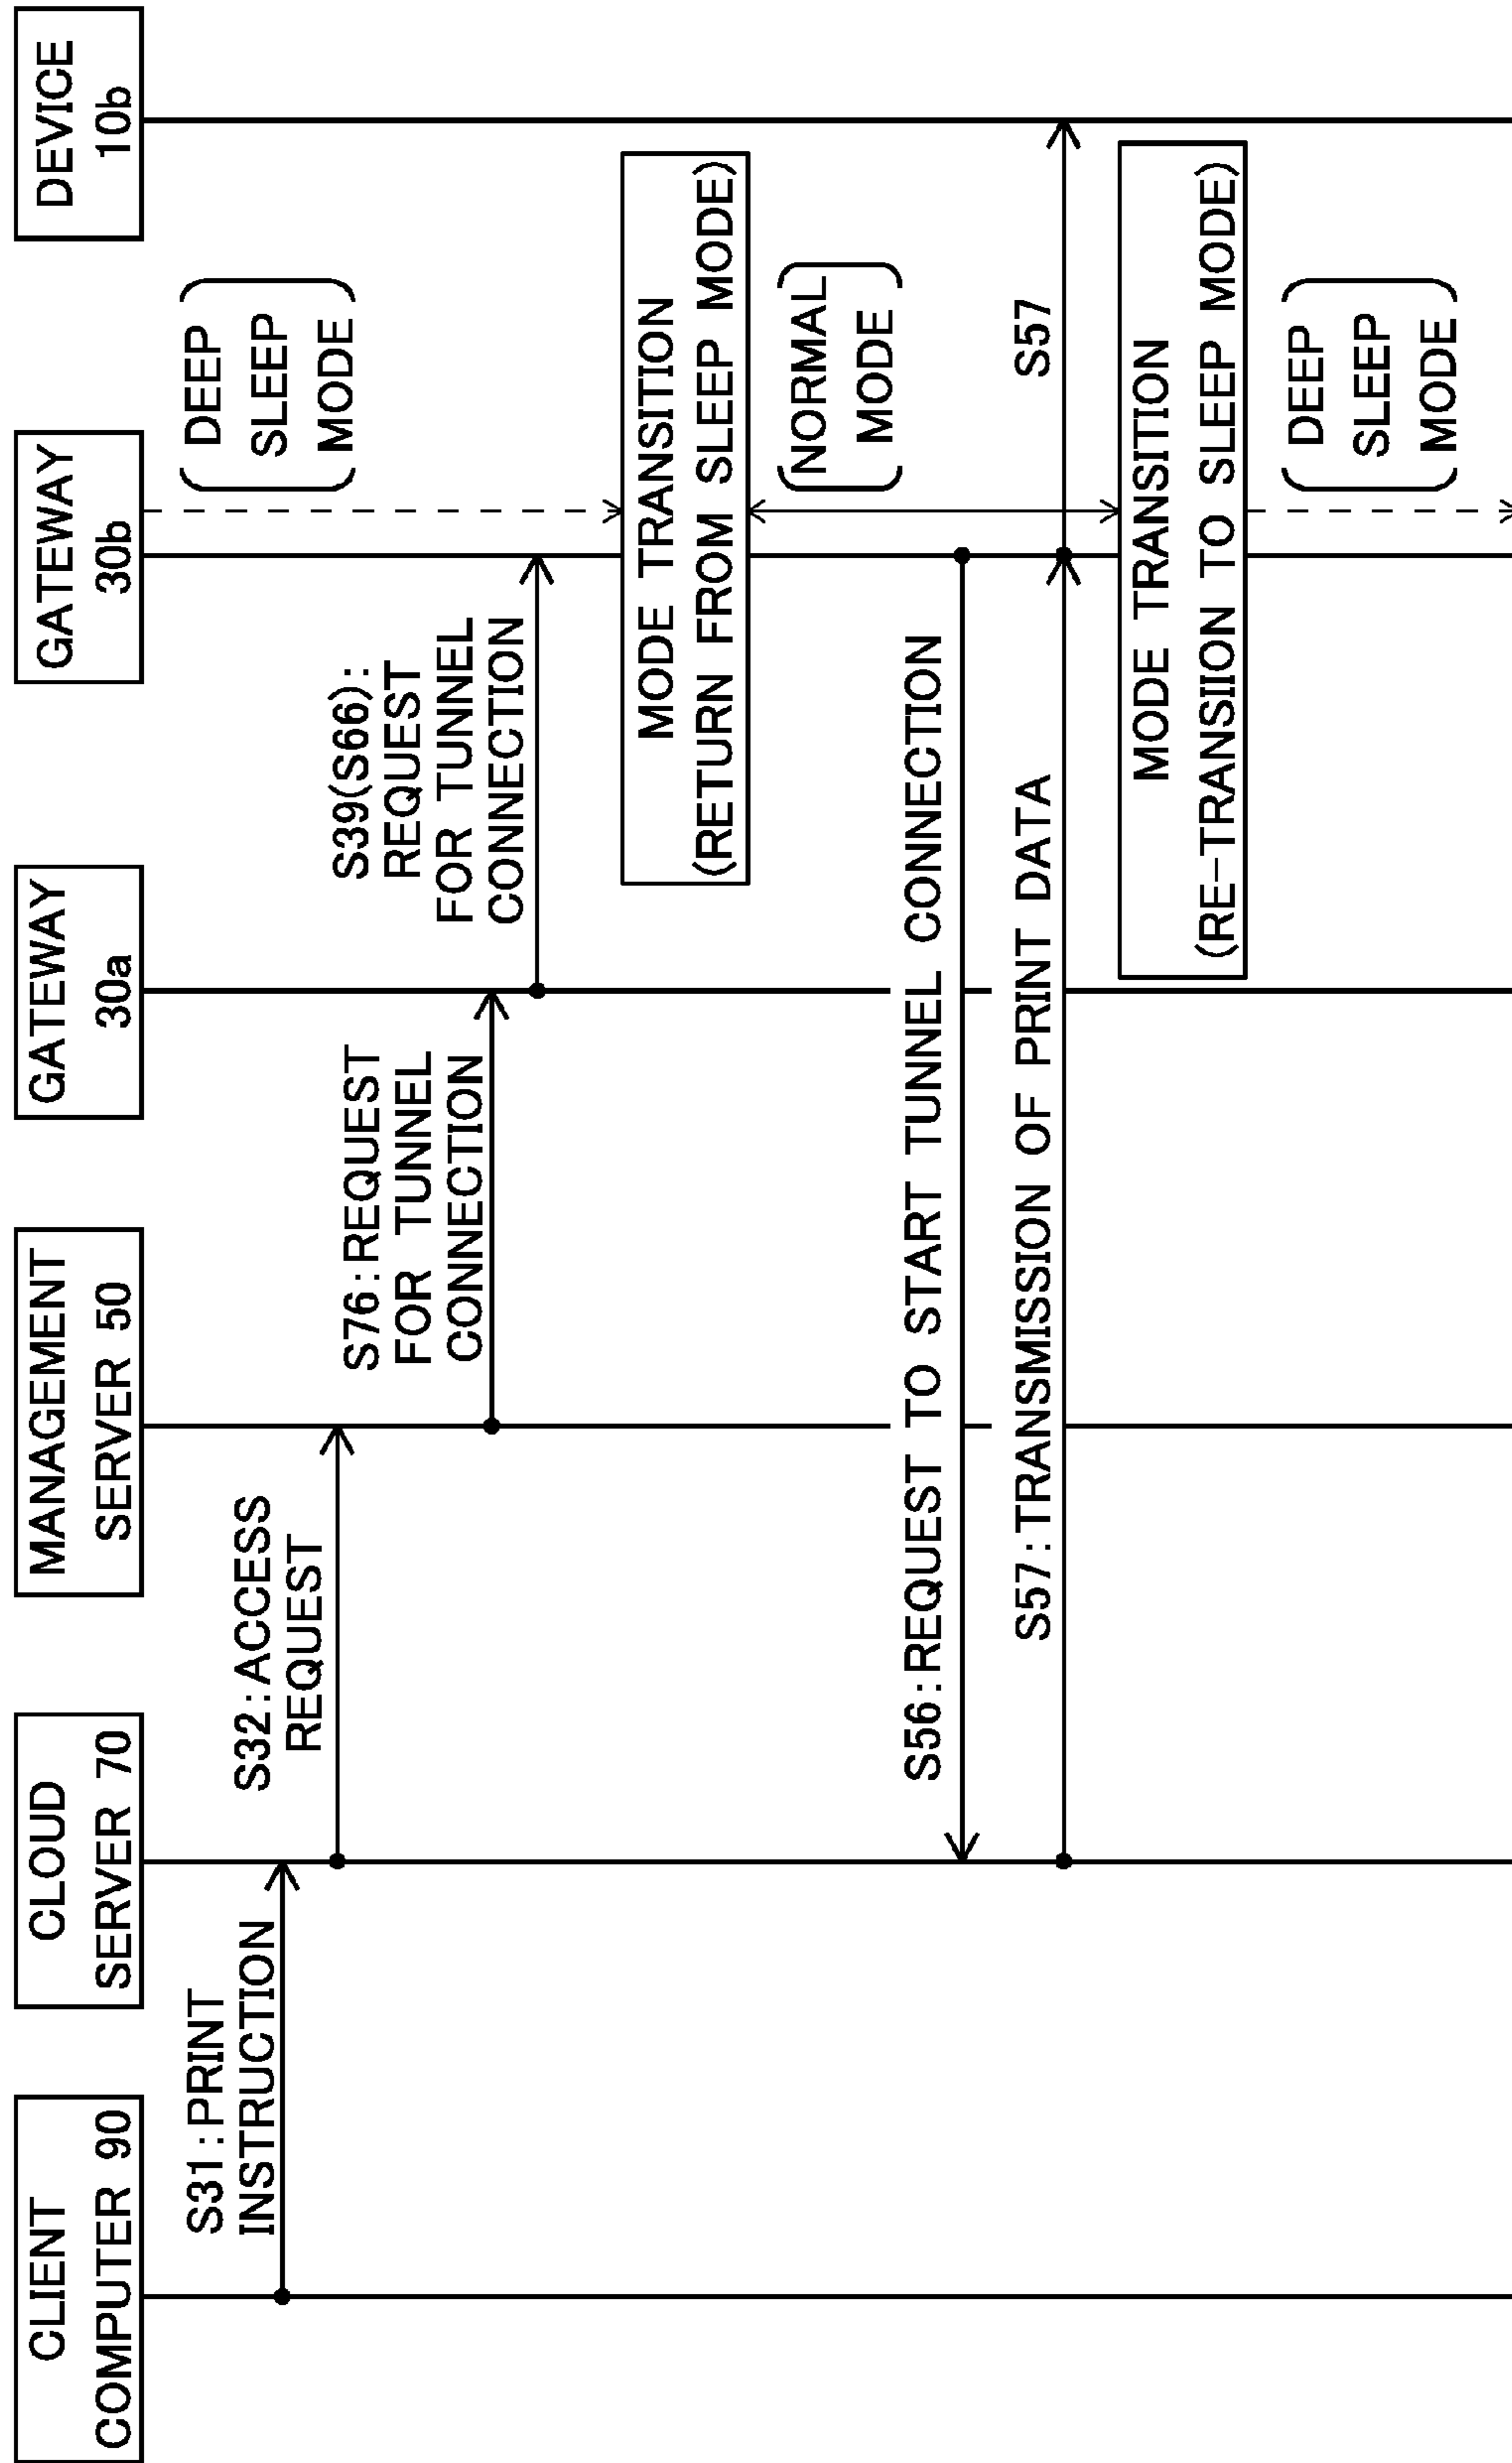 CLIENT
COMPUTER 90
CLOUD
SERVER 70
MANAGEMENT
SERVER 50
GATEWAY
30a
GATEWAY
30b
DEVICE
10b
S31:PRINT
INSTRUCTION
S32:ACCESS
REQUEST
S76:REQUEST
FOR TUNNEL
CONNECTION
S39(S66):
REQUEST
FOR TUNNEL
CONNECTION
DEEP
SLEEP
MODE
MODE TRANSITION
(RETURN FROM SLEEP MODE)
NORMAL
MODE
S56:REQUEST TO START TUNNEL CONNECTION
S57:TRANSMISSION OF PRINT DATA
S57
MODE TRANSITION
(RE-TRANSIION TO SLEEP MODE)
DEEP
SLEEP
MODE